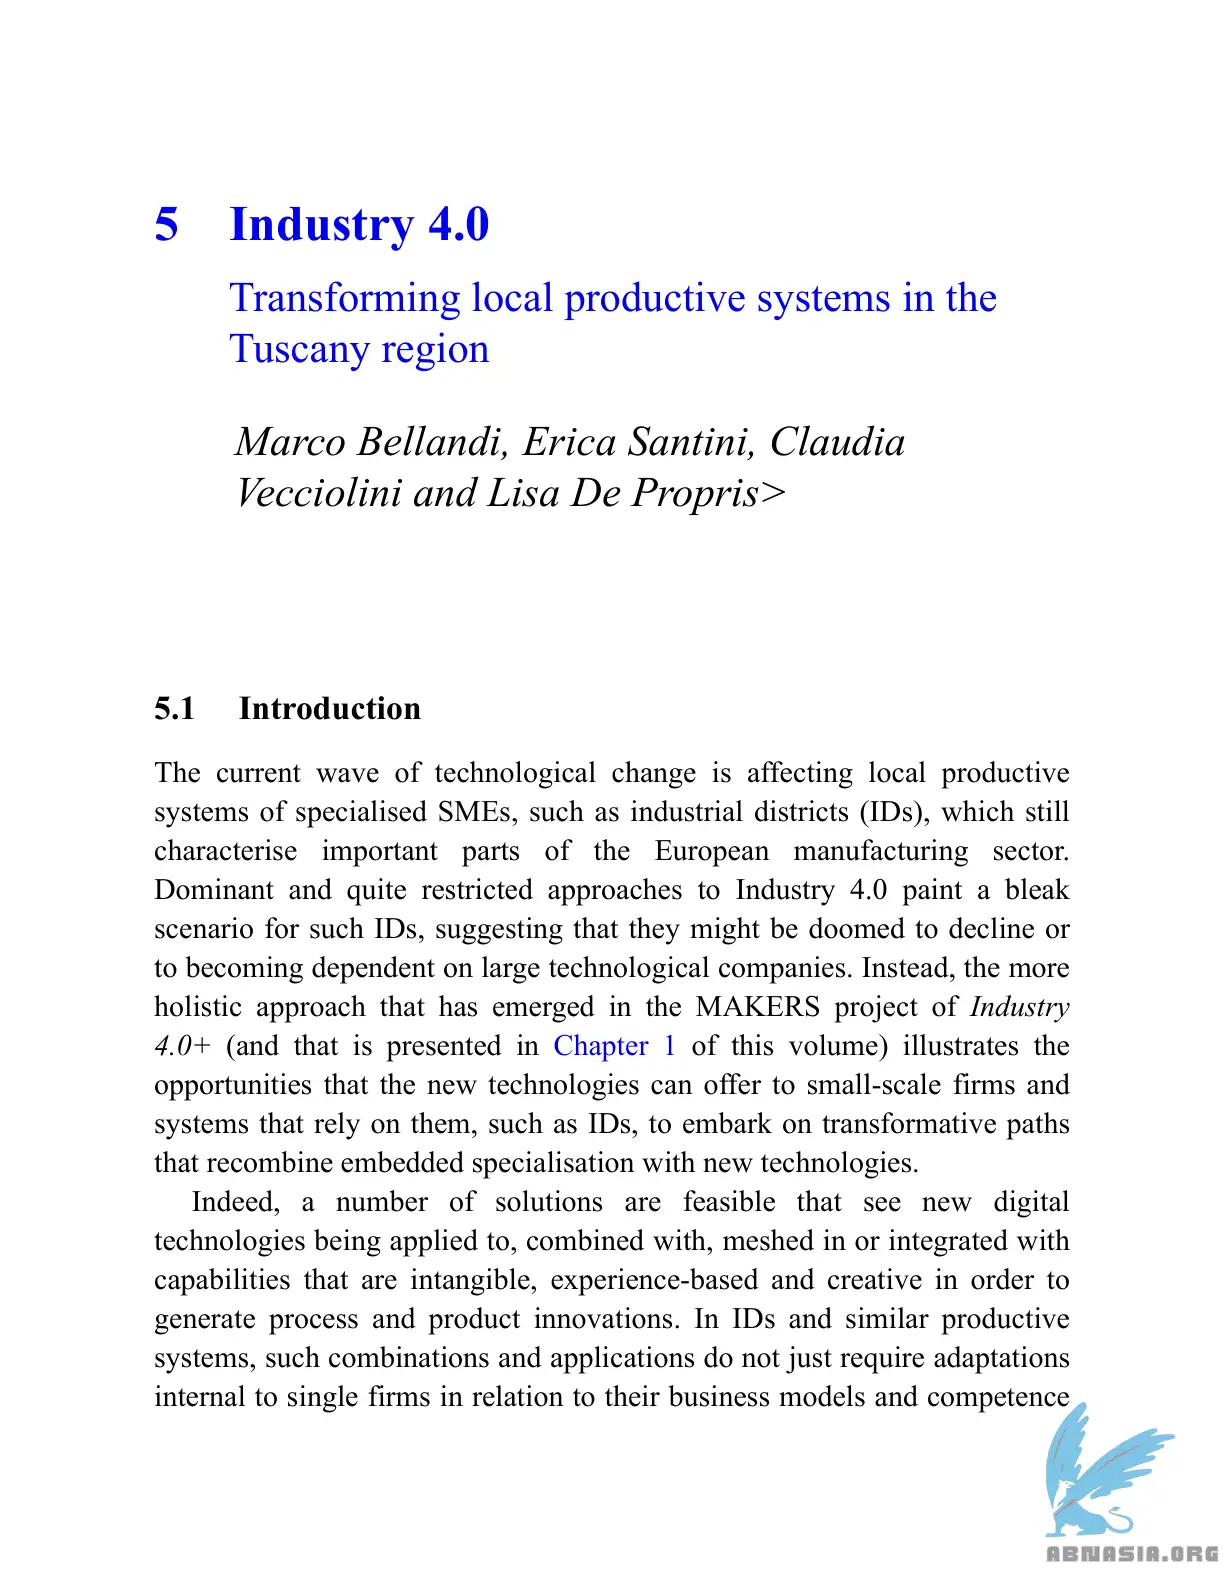 5 Industry 4.0
Transforming local productive systems in the
Tuscany region
Marco Bellandi, Erica Santini, Claudia
Vecciolini and Lisa De Propris>
5.1 Introduction
The current wave of technological change is affecting local productive
systems of specialised SMEs, such as industrial districts (IDs), which still
characterise important parts of the European manufacturing sector.
Dominant and quite restricted approaches to Industry 4.0 paint a bleak
scenario for such IDs, suggesting that they might be doomed to decline or
to becoming dependent on large technological companies. Instead, the more
holistic approach that has emerged in the MAKERS project of Industry
4.0+ (and that is presented in Chapter 1 of this volume) illustrates the
opportunities that the new technologies can offer to small-scale firms and
systems that rely on them, such as IDs, to embark on transformative paths
that recombine embedded specialisation with new technologies.
Indeed, a number of solutions are feasible that see new digital
technologies being applied to, combined with, meshed in or integrated with
capabilities that are intangible, experience-based and creative in order to
generate process and product innovations. In IDs and similar productive
systems, such combinations and applications do not just require adaptations
internal to single firms in relation to their business models and competence
ABNASIA.ORG